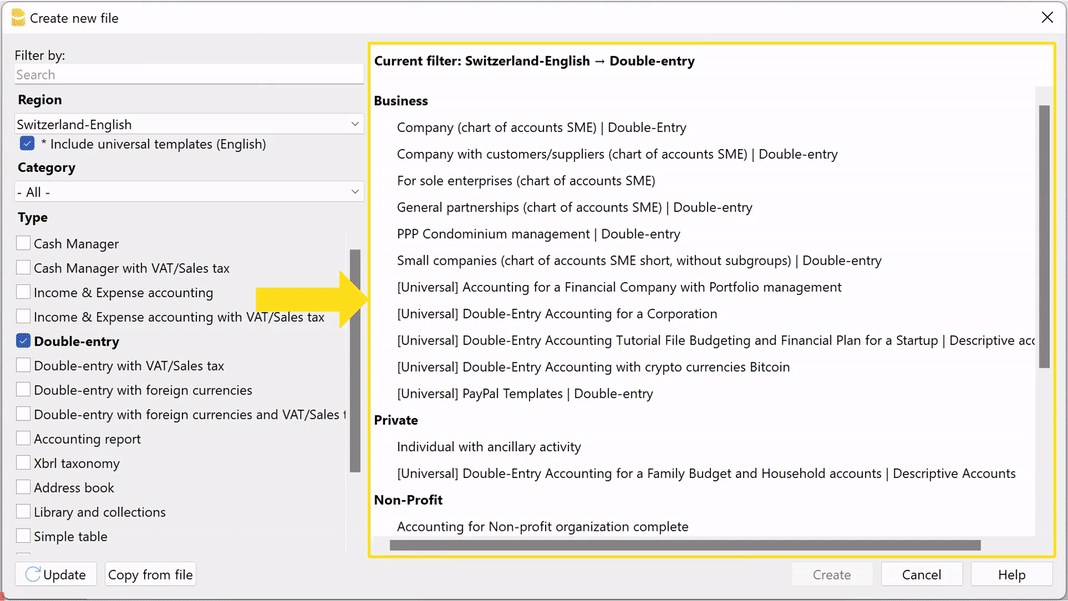 Create new file
Filter by:
Search
Region
Switzerland-English
* Include universal templates (English)
Category
- All -
Type
Cash Manager
Cash Manager with VAT/Sales tax
Income & Expense accounting
Income & Expense accounting with VAT/Sales tax
Double-entry
Double-entry with VAT/Sales tax
Double-entry with foreign currencies
Double-entry with foreign currencies and VAT/Sales t
Accounting report
Xbrl taxonomy
Address book
Library and collections
Simple table
Update
Copy from file
Current filter: Switzerland-English → Double-entry
Business
Company (chart of accounts SME) | Double-Entry
Company with customers/suppliers (chart of accounts SME) | Double-entry
For sole enterprises (chart of accounts SME)
General partnerships (chart of accounts SME) | Double-entry
PPP Condominium management | Double-entry
Small companies (chart of accounts SME short, without subgroups) | Double-entry
[Universal] Accounting for a Financial Company with Portfolio management
[Universal] Double-Entry Accounting for a Corporation
[Universal] Double-Entry Accounting Tutorial File Budgeting and Financial Plan for a Startup | Descriptive acc
[Universal] Double-Entry Accounting with crypto currencies Bitcoin
[Universal] PayPal Templates | Double-entry
Private
Individual with ancillary activity
[Universal] Double-Entry Accounting for a Family Budget and Household accounts | Descriptive Accounts
Non-Profit
Accounting for Non-profit organization complete
Create
Cancel
Help